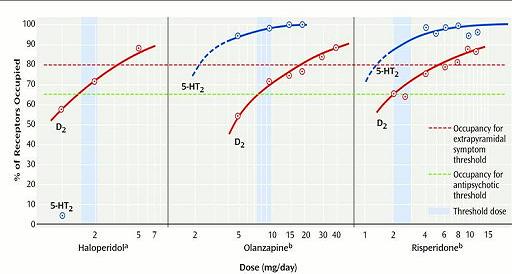 % of Receptors Occupied
100
90
80
70
60
50
40
30
20
10
0
D2
5-HT2
2
5
7
Haloperidolᵃ
5-HT2
D2
2
5
10
15
20
30
40
Olanzapineᵇ
5-HT2
D2
1
2
4
6
8
10
15
Risperidoneᵇ
Occupancy for
extrapyramidal
symptom
threshold
Occupancy for
antipsychotic
threshold
Threshold dose
Dose (mg/day)